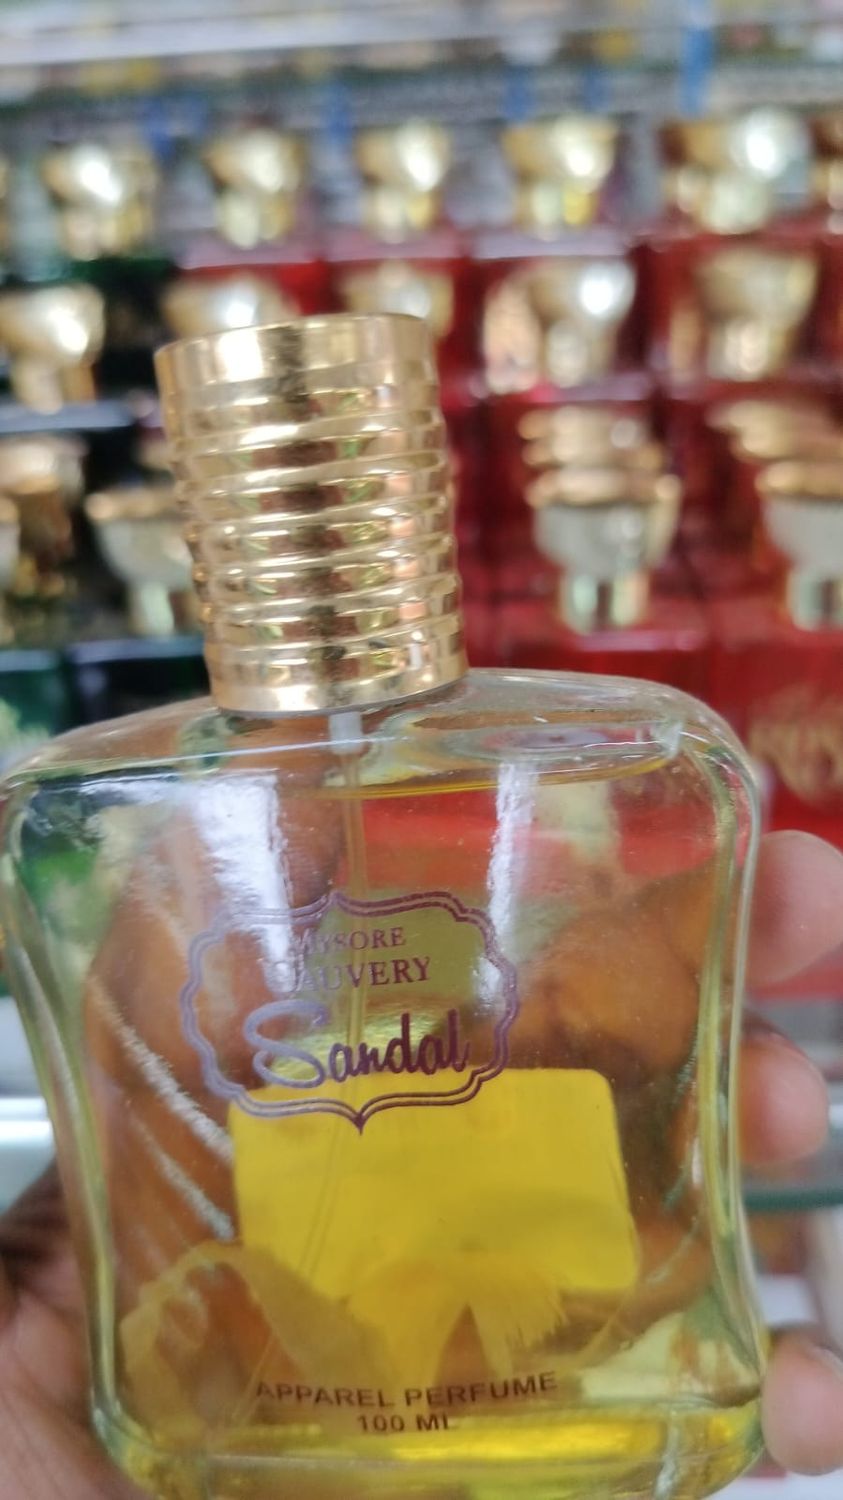 MYSORE
CAUVERY
Sandal
APPAREL PERFUME
100 ML